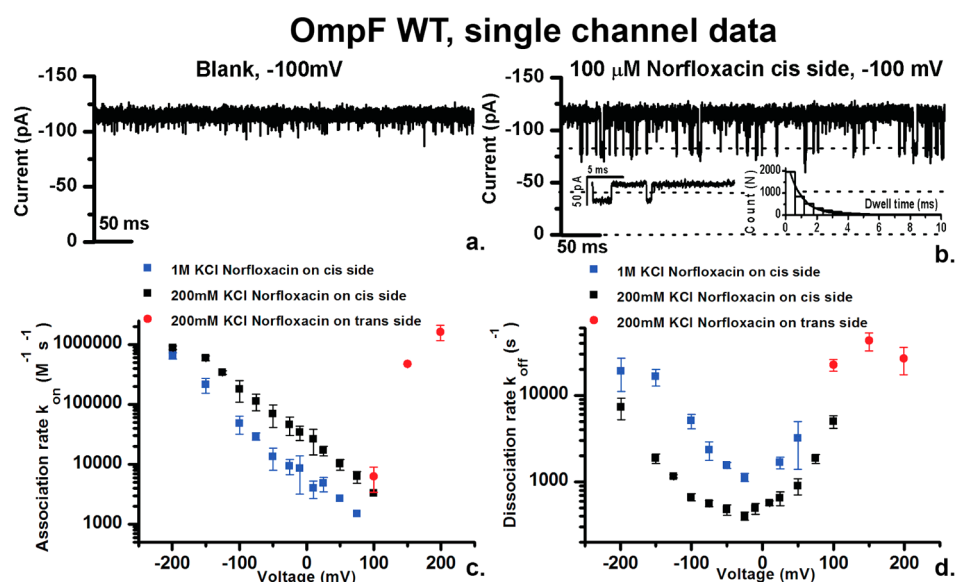 OmpF WT, single channel data
Blank, -100mV
-150
-100
-50
0
Current (pA)
50 ms
a.
100 μM Norfloxacin cis side, -100 mV
-150
-100
-50
0
Current (pA)
5 ms
50 pA
2000
1000
0
Count (N)
Dwell time (ms)
0 2 4 6 8 10
50 ms
b.
1M KCl Norfloxacin on cis side
200mM KCl Norfloxacin on cis side
200mM KCl Norfloxacin on trans side
1000000
100000
10000
1000
Association rate kon (M-1 s-1)
-200 -100 0 100 200
Voltage (mV)
c.
1M KCl Norfloxacin on cis side
200mM KCl Norfloxacin on cis side
200mM KCl Norfloxacin on trans side
10000
1000
Dissociation rate koff (s-1)
-200 -100 0 100 200
Voltage (mV)
d.